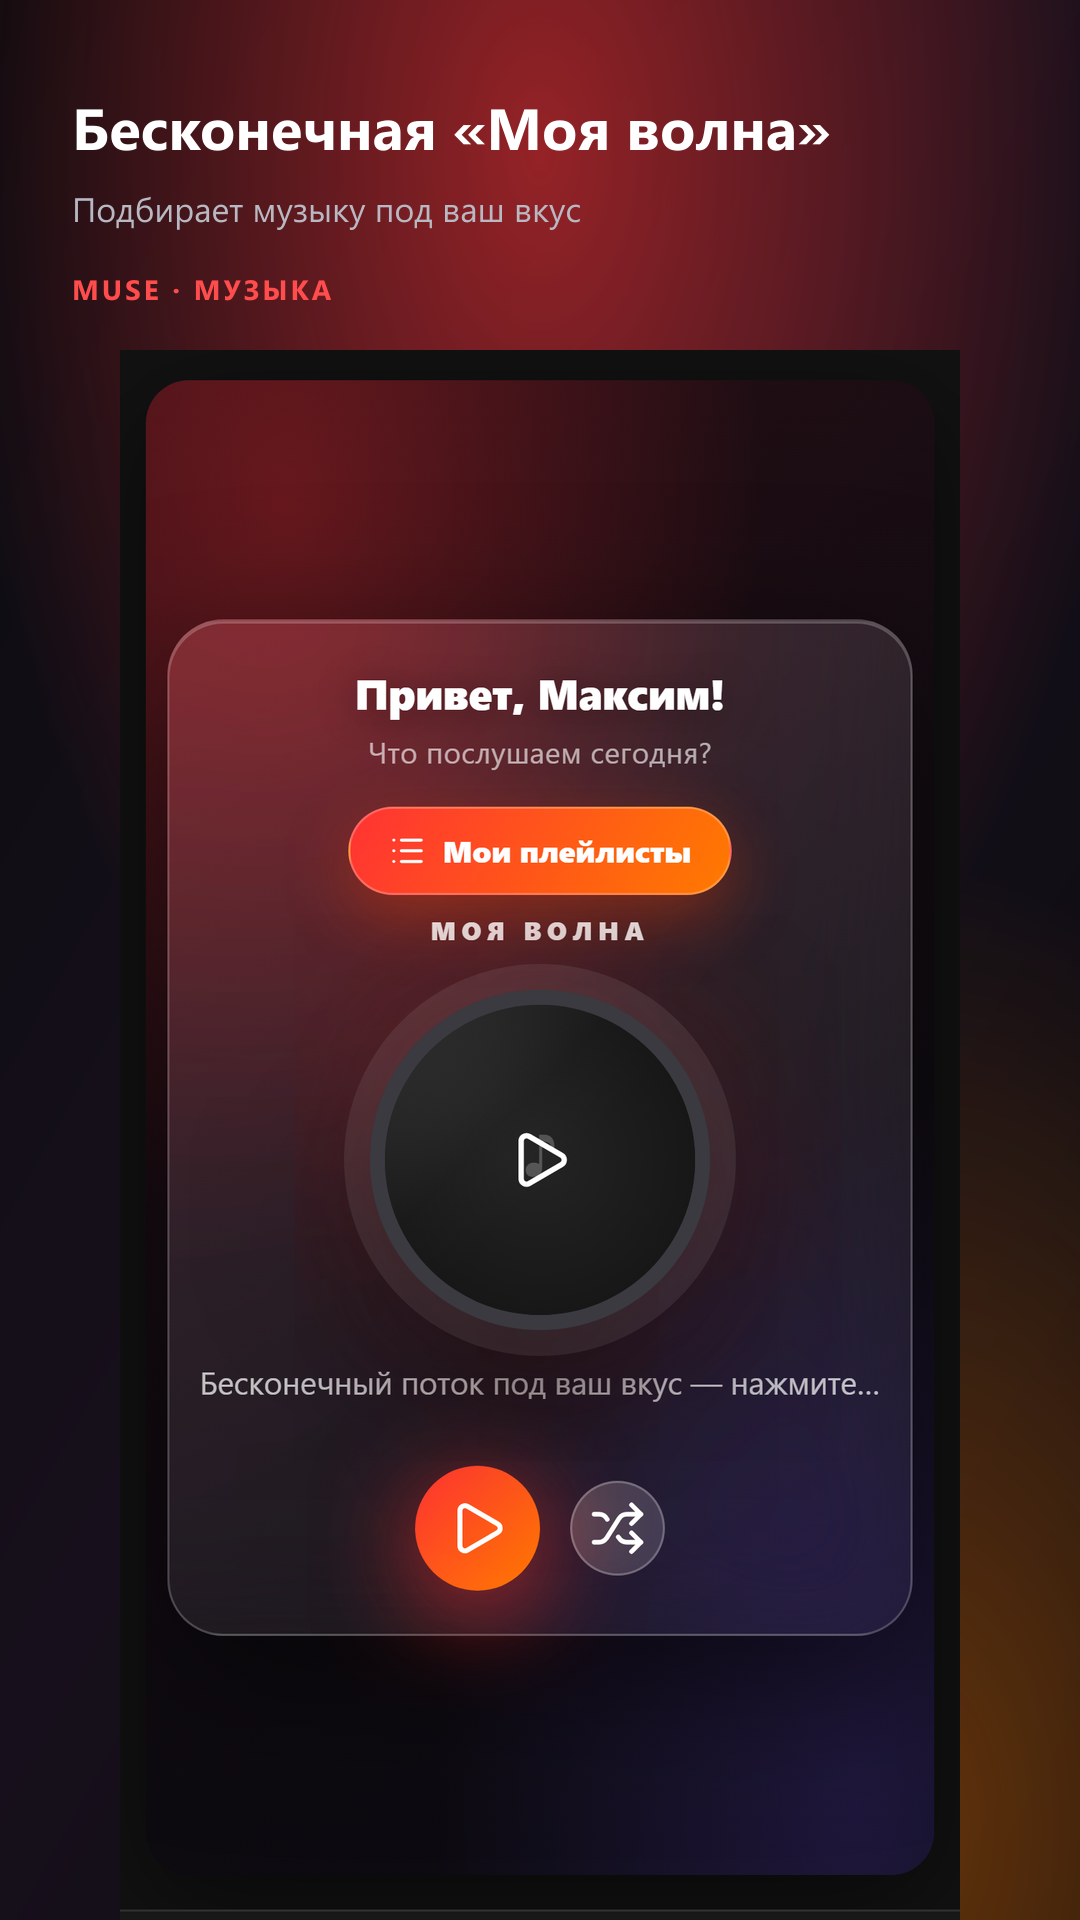 Бесконечная «Моя волна»
Подбирает музыку под ваш вкус
MUSE · МУЗЫКА
Привет, Максим!
Что послушаем сегодня?
Мои плейлисты
МОЯ ВОЛНА
Бесконечный поток под ваш вкус — нажмите...